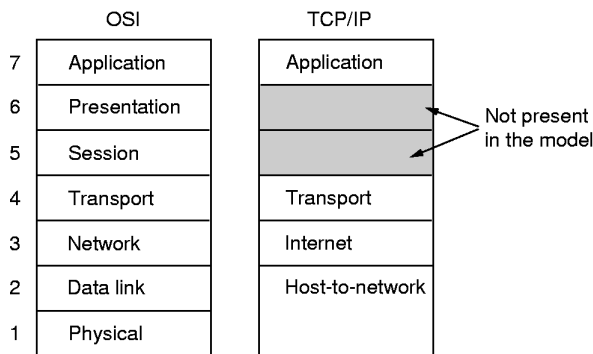 OSI TCP/IP
7 Application Application
6 Presentation
Not present
in the model
5 Session
4 Transport Transport
3 Network Internet
2 Data link Host-to-network
1 Physical